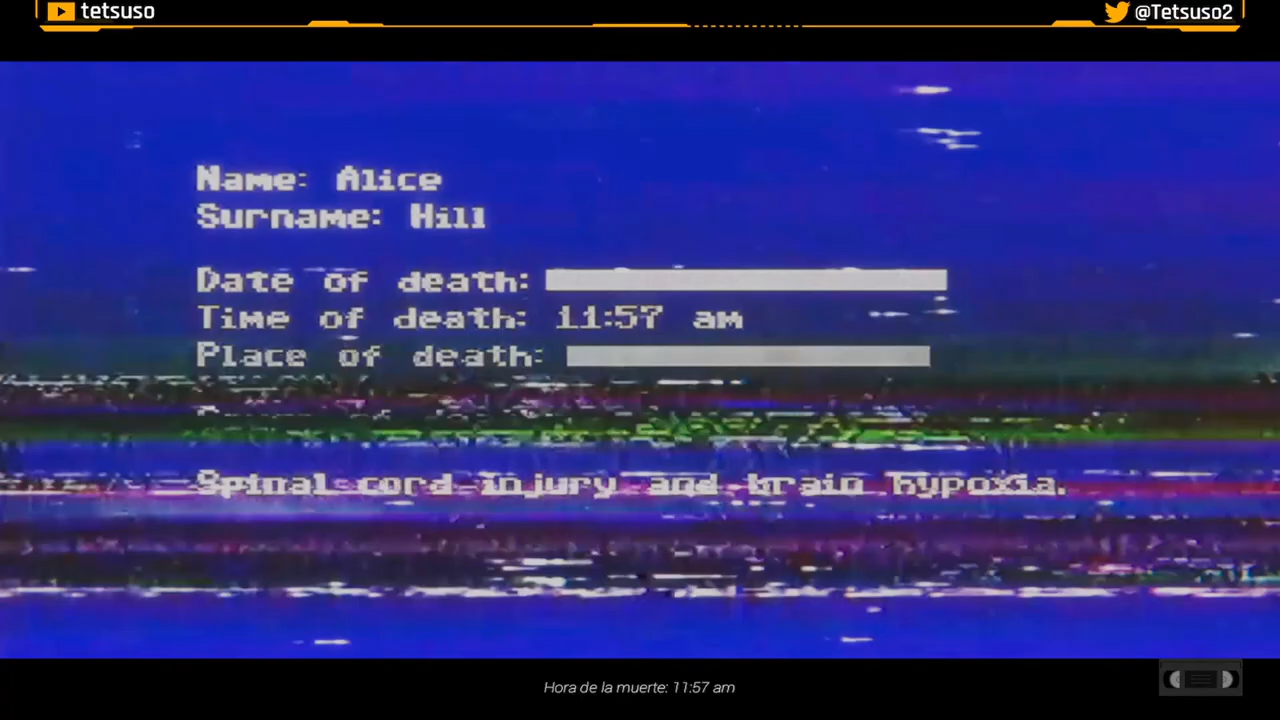 tetsuso
@Tetsuso2
Name: Alice
Surname: Hill
Date of death:
Time of death: 11:57 am
Place of death:
Spinal cord injury and brain hypoxia.
Hora de la muerte: 11:57 am